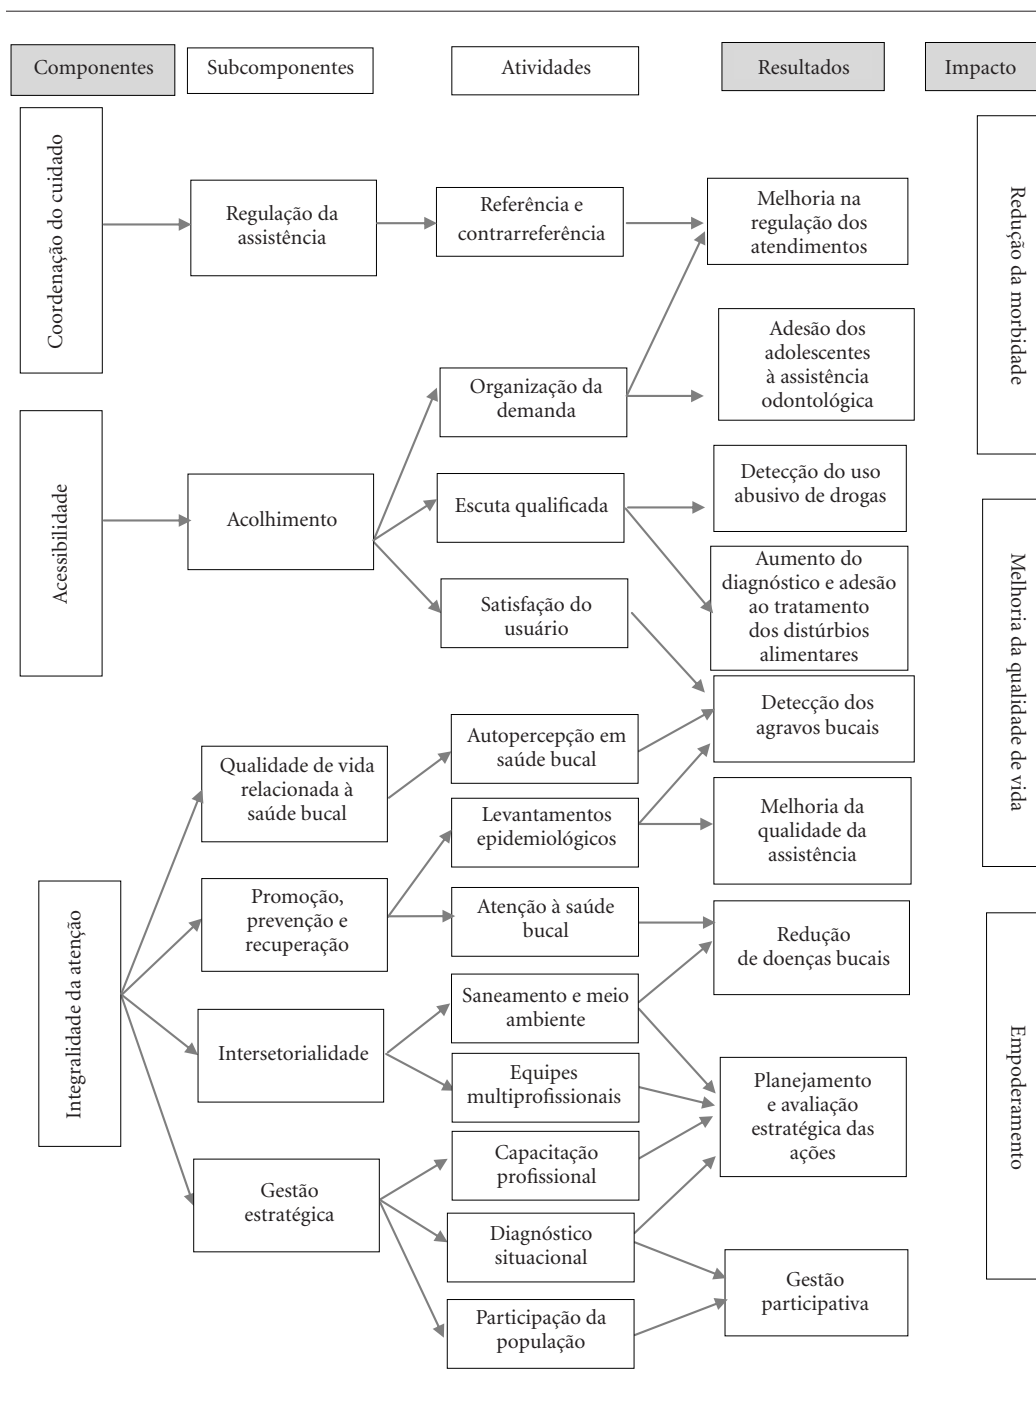 Componentes
Subcomponentes
Atividades
Resultados
Impacto
Coordenação do cuidado
Regulação da
assistência
Referência e
contrarreferência
Melhoria na
regulação dos
atendimentos
Redução da morbidade
Adesão dos
adolescentes
à assistência
odontológica
Organização da
demanda
Acessibilidade
Acolhimento
Escuta qualificada
Detecção do uso
abusivo de drogas
Satisfação do
usuário
Aumento do
diagnóstico e adesão
ao tratamento
dos distúrbios
alimentares
Melhoria da qualidade de vida
Detecção dos
agravos bucais
Qualidade de vida
relacionada à
saúde bucal
Autopercepção em
saúde bucal
Levantamentos
epidemiológicos
Melhoria da
qualidade da
assistência
Integralidade da atenção
Promoção,
prevenção e
recuperação
Atenção à saúde
bucal
Redução
de doenças bucais
Intersetorialidade
Saneamento e meio
ambiente
Equipes
multiprofissionais
Planejamento
e avaliação
estratégica das
ações
Empoderamento
Gestão
estratégica
Capacitação
profissional
Diagnóstico
situacional
Participação da
população
Gestão
participativa